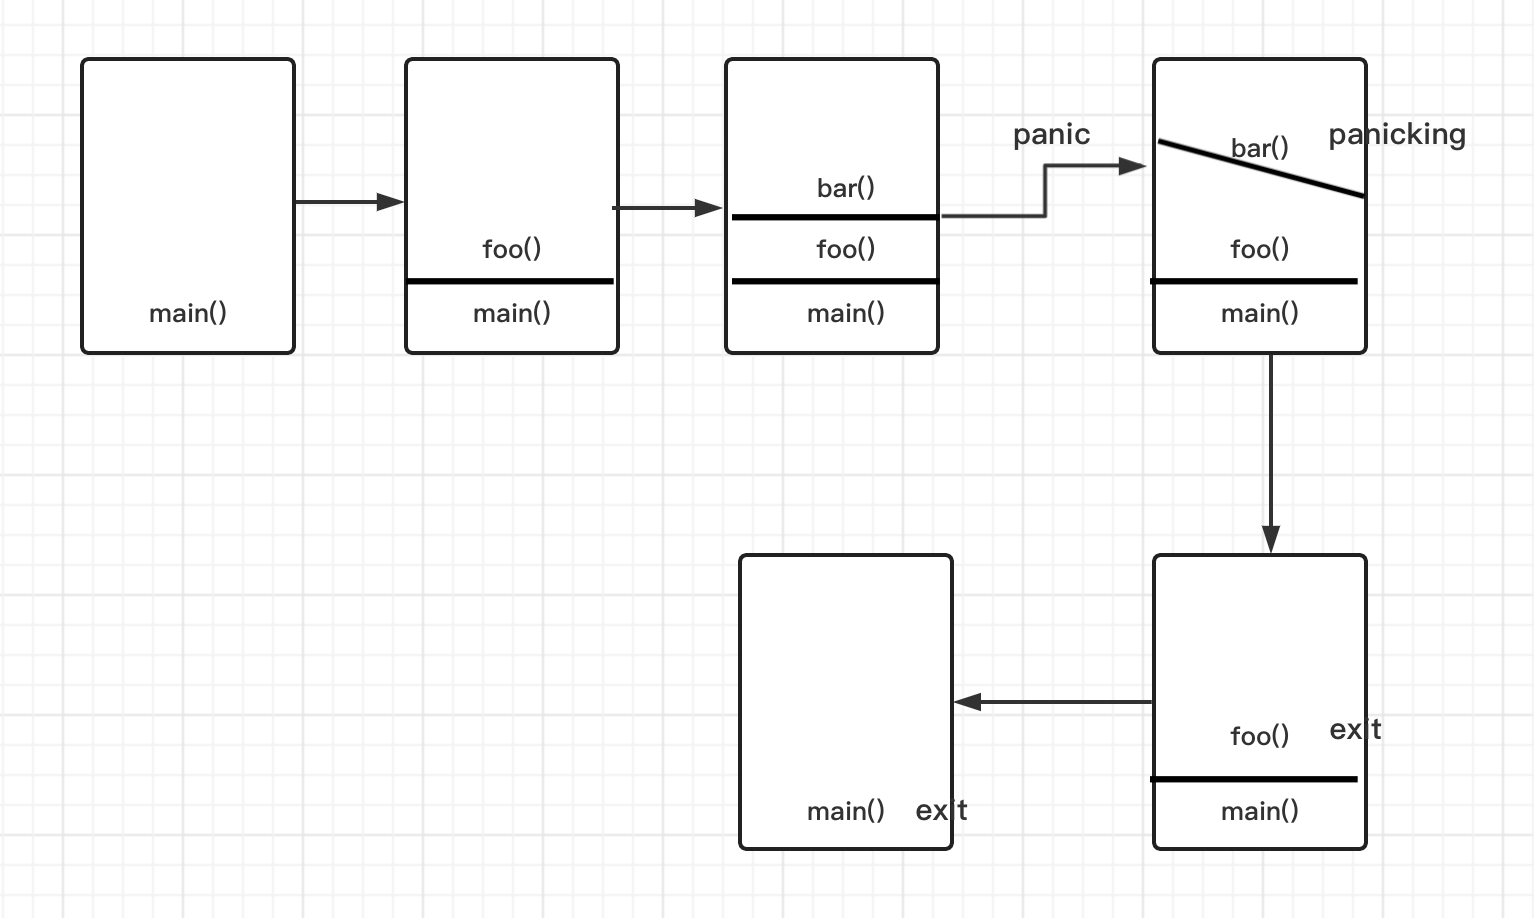 panic
bar()
panicking
bar()
foo()
foo()
foo()
main()
main()
main()
main()
foo()
exit
main()
exit
main()